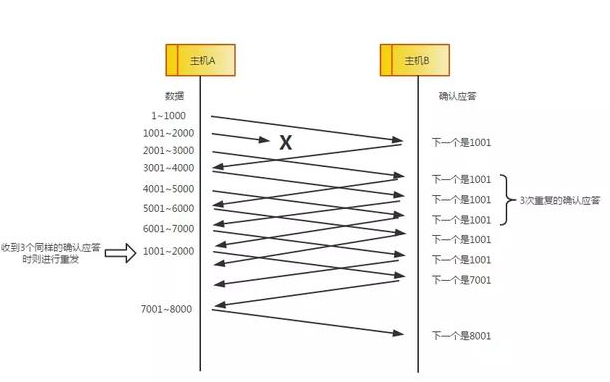 主机A
主机B
数据
确认应答
1~1000
1001~2000
X
下一个是1001
2001~3000
3001~4000
下一个是1001
4001~5000
下一个是1001
3次重复的确认应答
5001~6000
下一个是1001
6001~7000
下一个是1001
收到3个同样的确认应答
时则进行重发
1001~2000
下一个是1001
下一个是7001
7001~8000
下一个是8001